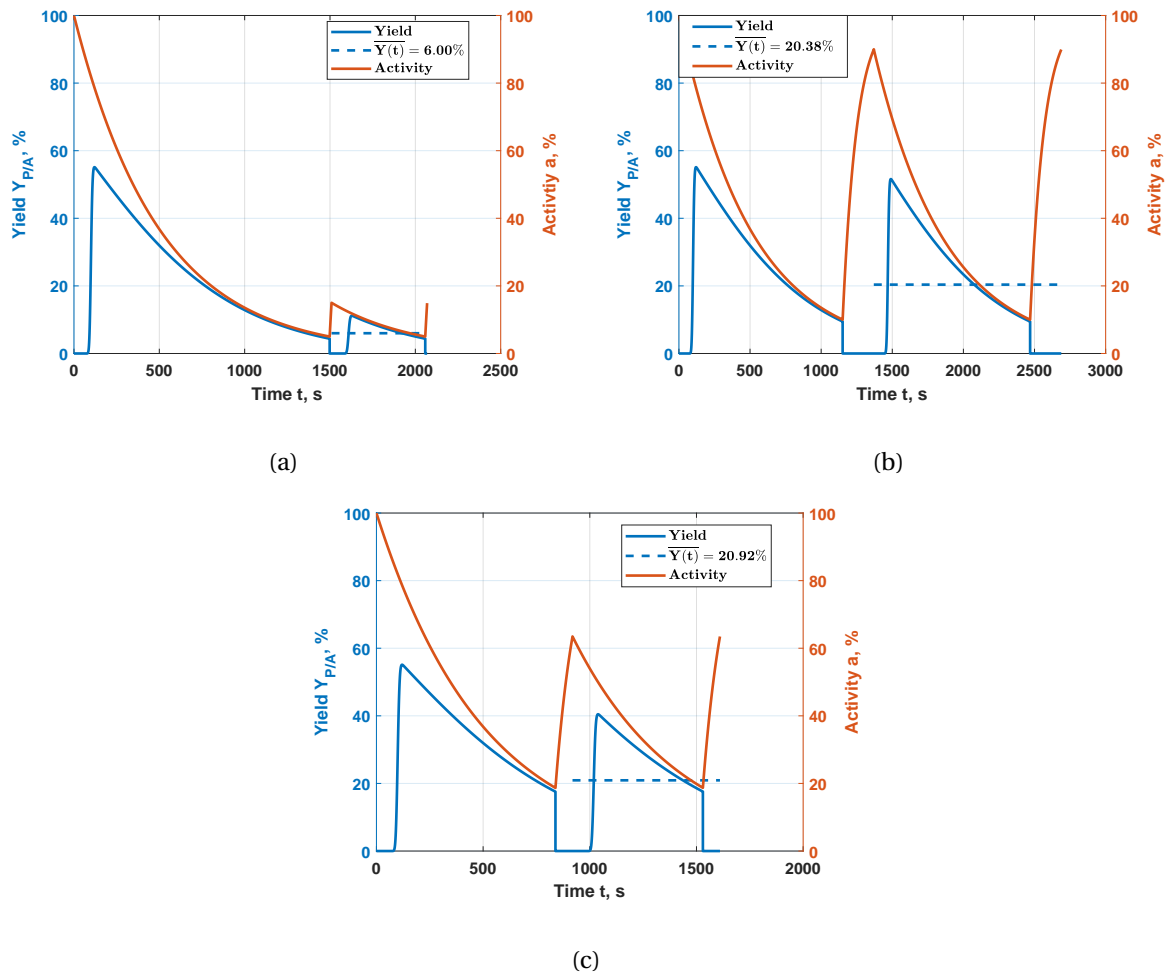 Yield
Y(t) = 6.00%
Activity
100
80
60
40
20
0
Yield Y_P/A, %
100
80
60
40
20
0
Activtiy a, %
0 500 1000 1500 2000 2500
Time t, s
(a)
Yield
Y(t) = 20.38%
Activity
100
80
60
40
20
0
Yield Y_P/A, %
100
80
60
40
20
0
Activity a, %
0 500 1000 1500 2000 2500 3000
Time t, s
(b)
Yield
Y(t) = 20.92%
Activity
100
80
60
40
20
0
Yield Y_P/A, %
100
80
60
40
20
0
Activity a, %
0 500 1000 1500 2000
Time t, s
(c)